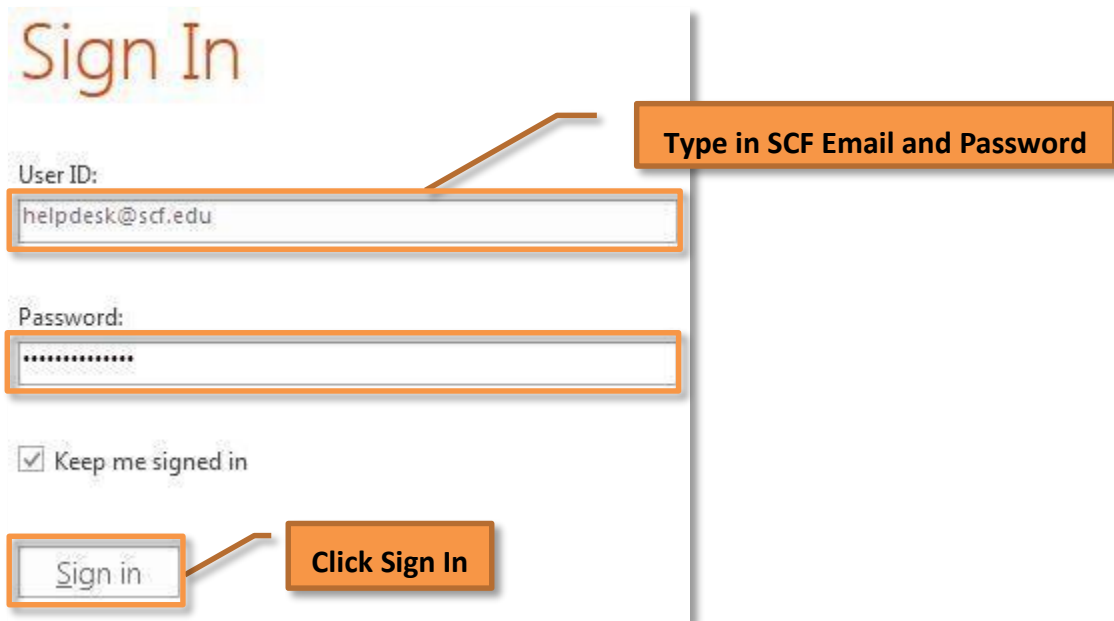 Sign In
Type in SCF Email and Password
User ID:
helpdesk@scf.edu
Password:
••••••••••••••
Keep me signed in
Sign in
Click Sign In